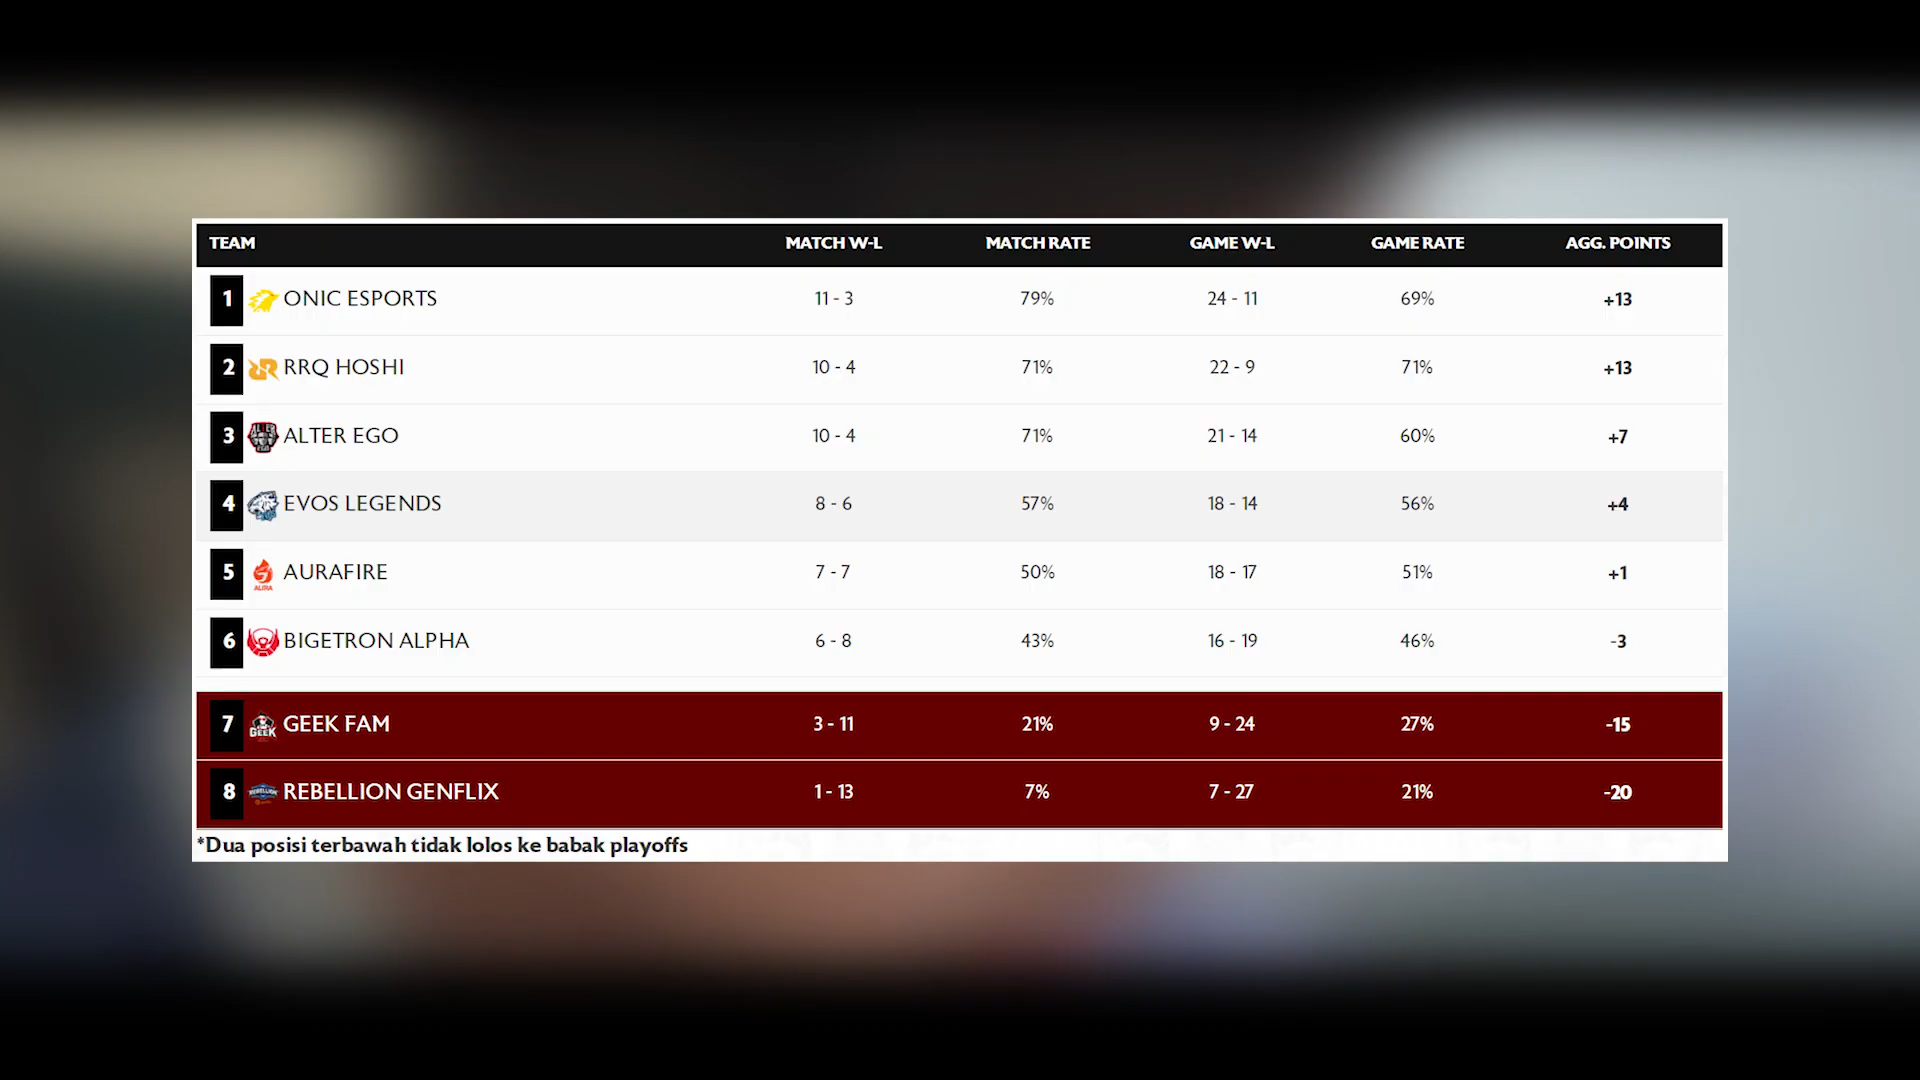 TEAM MATCH W-L MATCH RATE GAME W-L GAME RATE AGG. POINTS
1 ONIC ESPORTS 11 - 3 79% 24 - 11 69% +13
2 RRQ HOSHI 10 - 4 71% 22 - 9 71% +13
3 ALTER EGO 10 - 4 71% 21 - 14 60% +7
4 EVOS LEGENDS 8 - 6 57% 18 - 14 56% +4
5 AURA AURAFIRE 7 - 7 50% 18 - 17 51% +1
6 BIGETRON ALPHA 6 - 8 43% 16 - 19 46% -3
7 GEEK GEEK FAM 3 - 11 21% 9 - 24 27% -15
8 REBELLION REBELLION GENFLIX 1 - 13 7% 7 - 27 21% -20
*Dua posisi terbawah tidak lolos ke babak playoffs